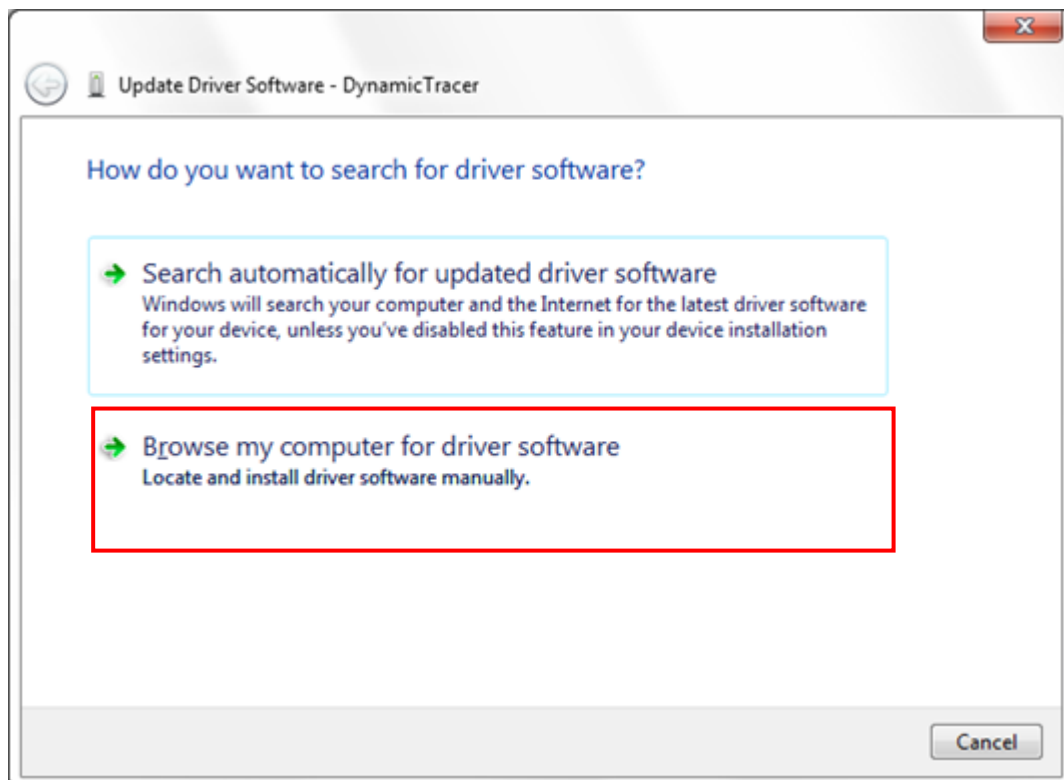 Update Driver Software - DynamicTracer
How do you want to search for driver software?
Search automatically for updated driver software
Windows will search your computer and the Internet for the latest driver software
for your device, unless you've disabled this feature in your device installation
settings.
Browse my computer for driver software
Locate and install driver software manually.
Cancel